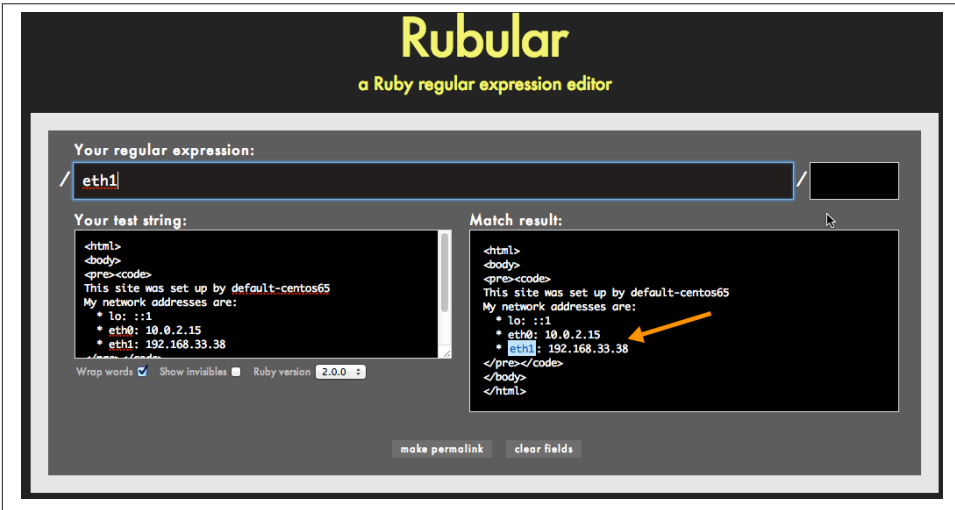 Rubular
a Ruby regular expression editor
Your regular expression:
/ eth1 /
Your test string:
<html>
<body>
<pre><code>
This site was set up by default-centos65
My network addresses are:
  * lo: ::1
  * eth0: 10.0.2.15
  * eth1: 192.168.33.38
</pre></code>
Wrap words Show invisibles Ruby version 2.0.0
Match result:
<html>
<body>
<pre><code>
This site was set up by default-centos65
My network addresses are:
  * lo: ::1
  * eth0: 10.0.2.15
  * eth1: 192.168.33.38
</pre></code>
</body>
</html>
make permalink clear fields